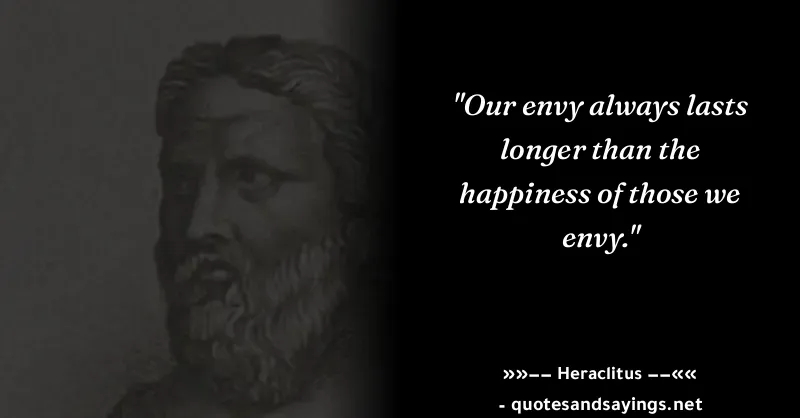 "Our envy always lasts
longer than the
happiness of those we
envy."
»»−− Heraclitus −−««
- quotesandsayings.net